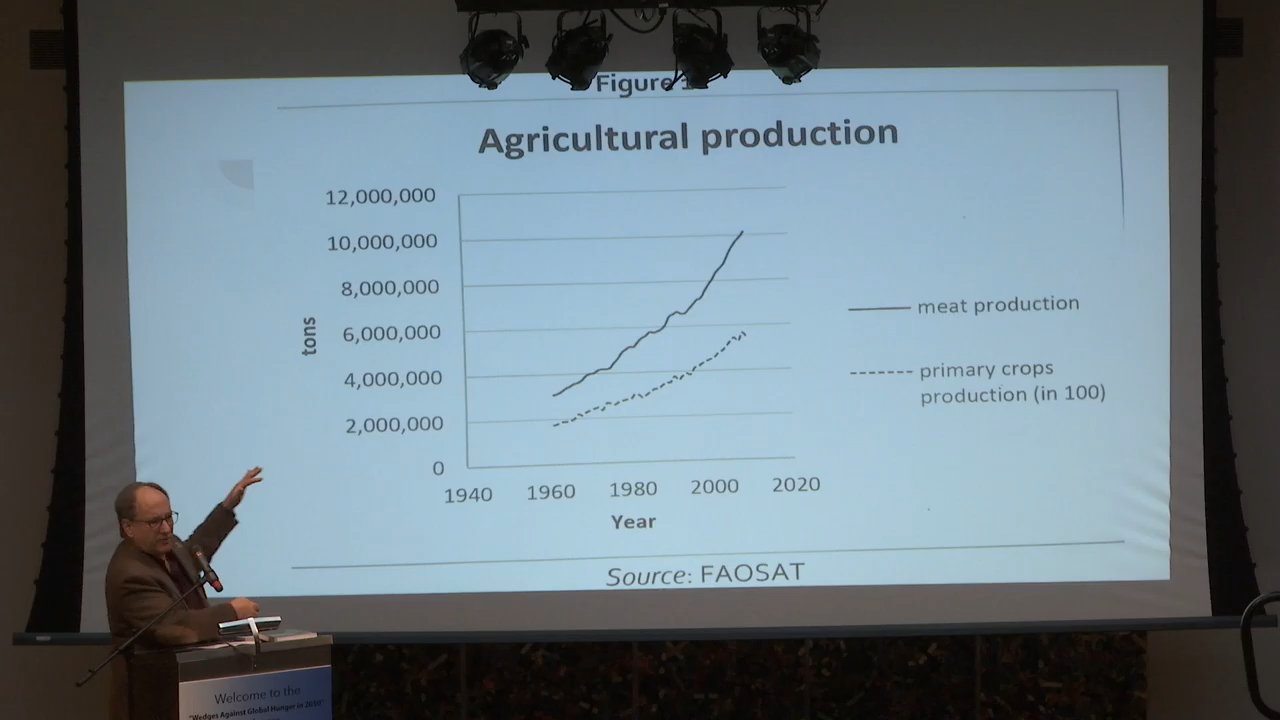 Figure 1
Agricultural production
12,000,000
10,000,000
8,000,000
6,000,000
4,000,000
2,000,000
0
tons
1940 1960 1980 2000 2020
Year
meat production
primary crops
production (in 100)
Source: FAOSAT
Welcome to the
"Wedges Against Global Hunger in 2050"